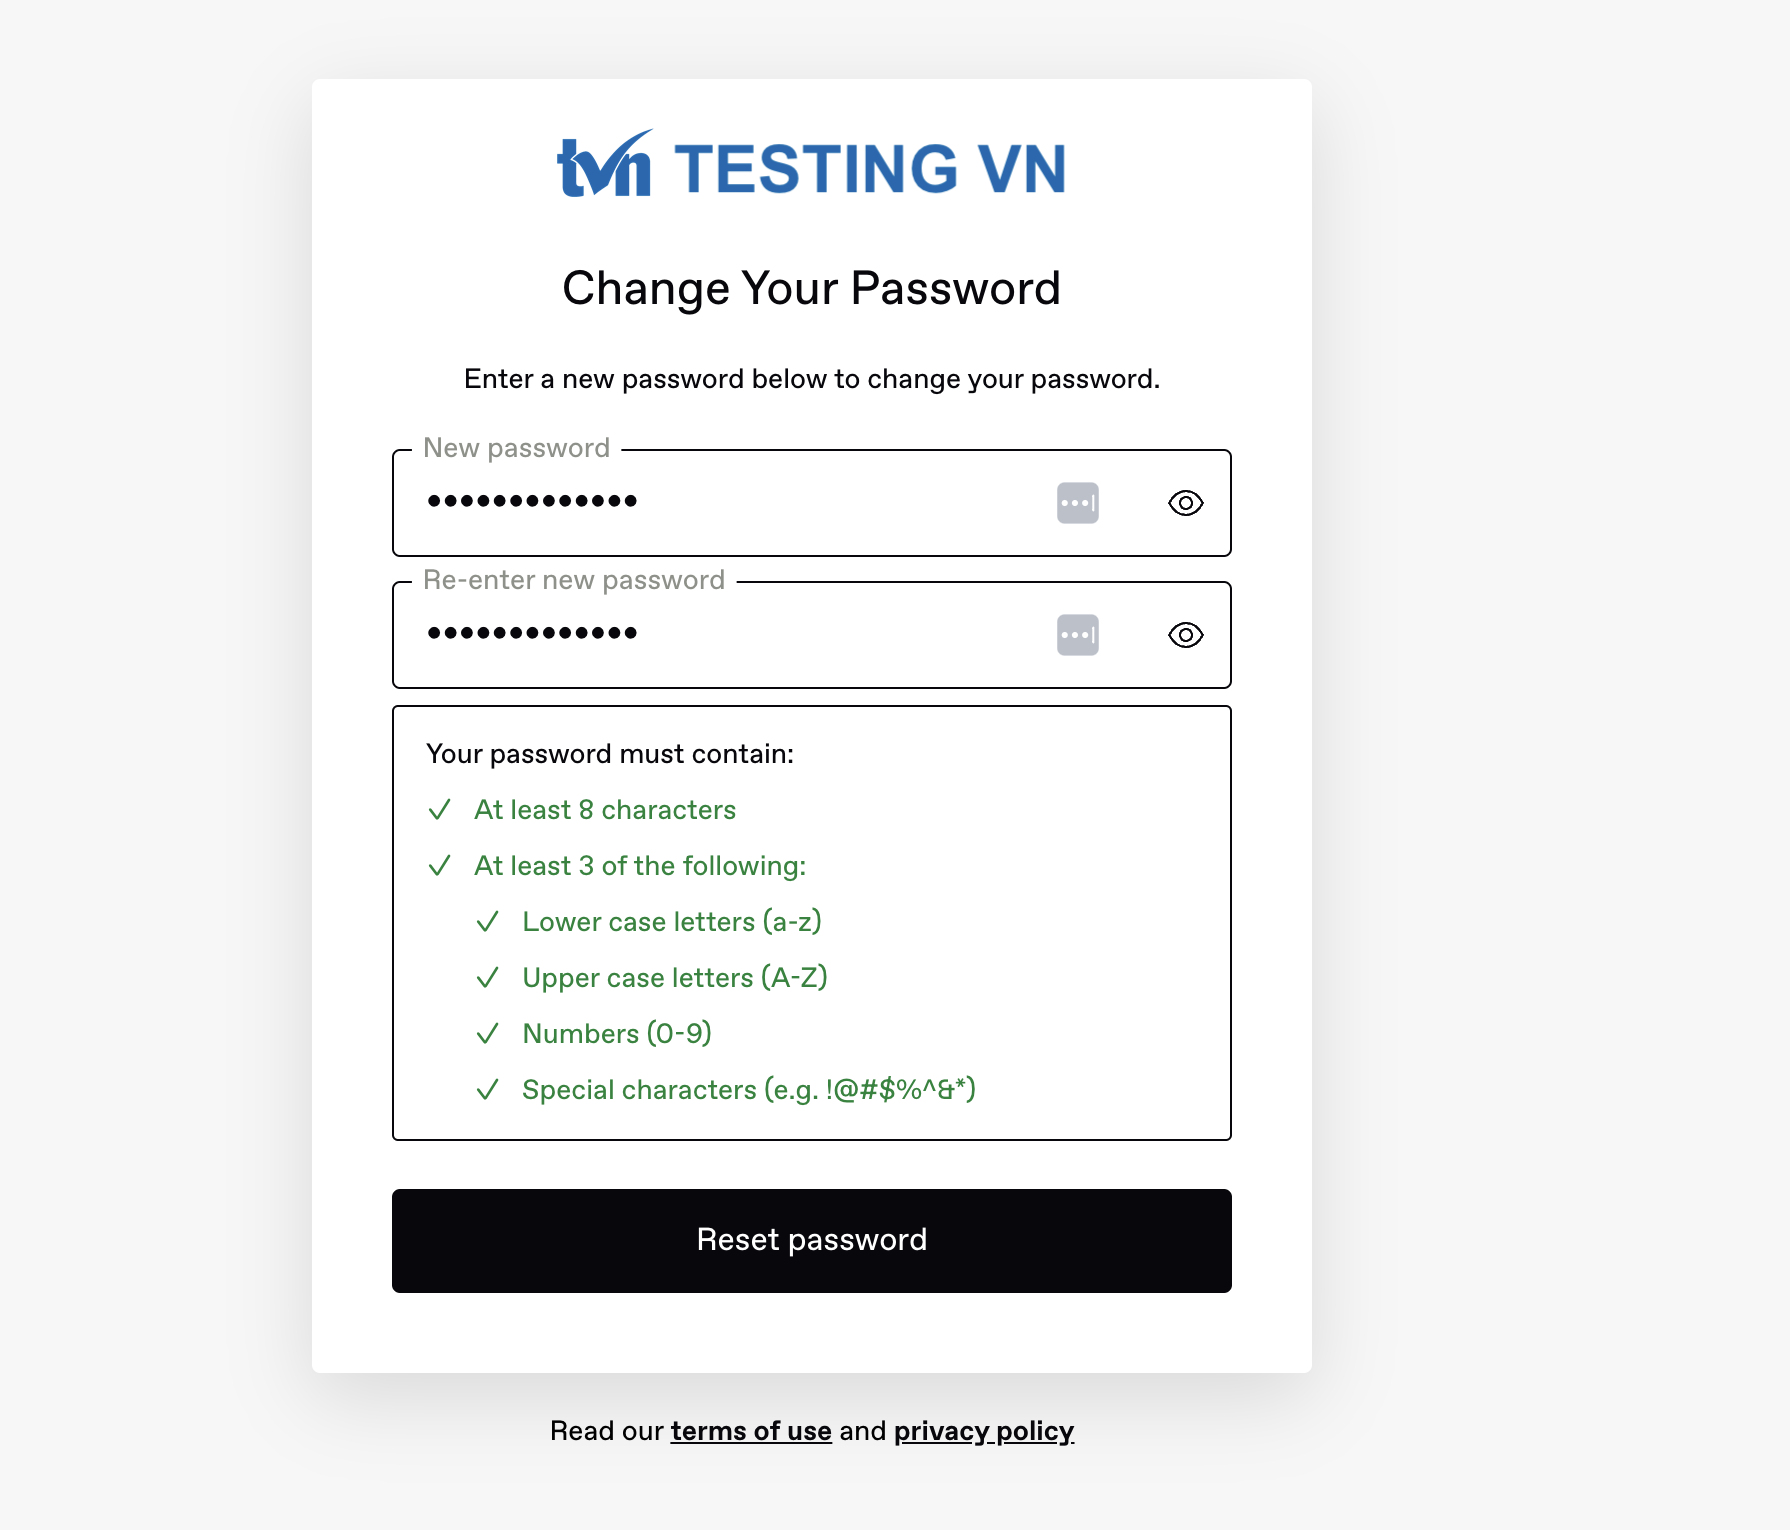 tvn TESTING VN
Change Your Password
Enter a new password below to change your password.
New password
•••••••••••••
Re-enter new password
•••••••••••••
Your password must contain:
At least 8 characters
At least 3 of the following:
Lower case letters (a-z)
Upper case letters (A-Z)
Numbers (0-9)
Special characters (e.g. !@#$%^&*)
Reset password
Read our terms of use and privacy policy